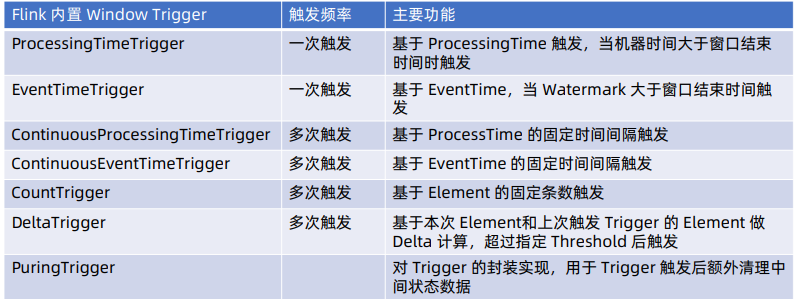 Flink 内置 Window Trigger 触发频率 主要功能
ProcessingTimeTrigger 一次触发 基于 ProcessingTime 触发，当机器时间大于窗口结束
时间时触发
EventTimeTrigger 一次触发 基于 EventTime，当 Watermark 大于窗口结束时间触
发
ContinuousProcessingTimeTrigger 多次触发 基于 ProcessTime 的固定时间间隔触发
ContinuousEventTimeTrigger 多次触发 基于 EventTime 的固定时间间隔触发
CountTrigger 多次触发 基于 Element 的固定条数触发
DeltaTrigger 多次触发 基于本次 Element和上次触发 Trigger 的 Element 做
Delta 计算，超过指定 Threshold 后触发
PuringTrigger 对 Trigger 的封装实现，用于 Trigger 触发后额外清理中
间状态数据